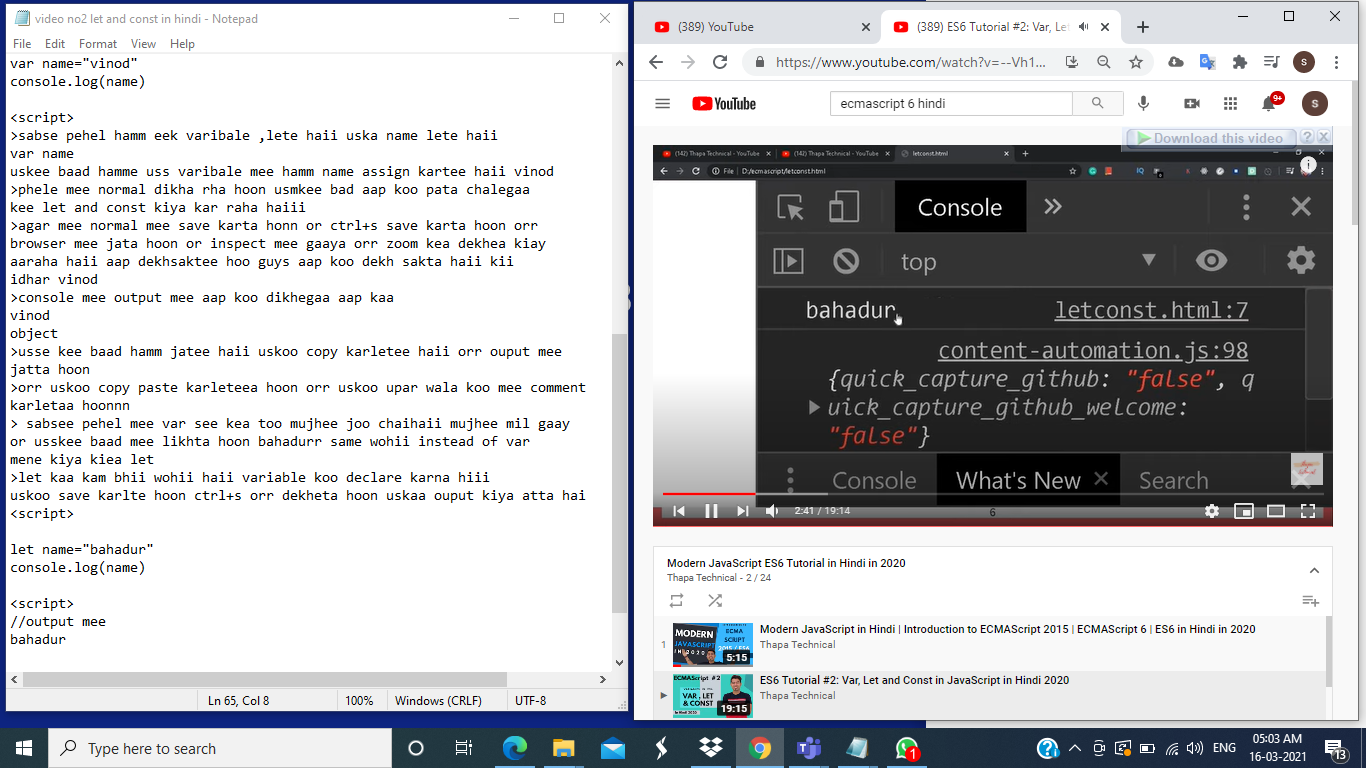 video no2 let and const in hindi - Notepad
File Edit Format View Help
var name="vinod"
console.log(name)
<script>
>sabse pehel hamm eek varibale ,lete haii uska name lete haii
var name
uskee baad hamme uss varibale mee hamm name assign kartee haii vinod
>phele mee normal dikha rha hoon usmkee bad aap koo pata chalegaa
kee let and const kiya kar raha haiii
>agar mee normal mee save karta honn or ctrl+s save karta hoon orr
browser mee jata hoon or inspect mee gaaya orr zoom kea dekhea kiay
aaraha haii aap dekhsaktee hoo guys aap koo dekh sakta haii kii
idhar vinod
>console mee output mee aap koo dikhegaa aap kaa
vinod
object
>usse kee baad hamm jatee haii uskoo copy karletee haii orr ouput mee
jatta hoon
>orr uskoo copy paste karleteea hoon orr uskoo upar wala koo mee comment
karletaa hoonnn
> sabsee pehel mee var see kea too mujhee joo chaihaii mujhee mil gaay
or usskee baad mee likhta hoon bahadurr same wohii instead of var
mene kiya kiea let
>let kaa kam bhii wohii haii variable koo declare karna hiii
uskoo save karlte hoon ctrl+s orr dekheta hoon uskaa ouput kiya atta hai
<script>
let name="bahadur"
console.log(name)
<script>
//output mee
bahadur
Ln 65, Col 8 100% Windows (CRLF) UTF-8
(389) YouTube
(389) ES6 Tutorial #2: Var, Let
https://www.youtube.com/watch?v=--Vh1...
S
YouTube
ecmascript 6 hindi
9+
S
Download this video ? X
(142) Thapa Technical - YouTube
(142) Thapa Technical - YouTube
letconst.html
File D:/ecmascript/letconst.html
Console
top
bahadur letconst.html:7
content-automation.js:98
{quick_capture_github: "false", q
uick_capture_github_welcome:
"false"}
Console What's New Search
2:41 / 19:14
6
Modern JavaScript ES6 Tutorial in Hindi in 2020
Thapa Technical - 2 / 24
1
MODERN
JAVASCRIPT
IN 2020
ECMA
SCRIPT
5:15
Modern JavaScript in Hindi | Introduction to ECMAScript 2015 | ECMAScript 6 | ES6 in Hindi in 2020
Thapa Technical
ECMAScript #2
VAR , LET
& CONST
19:15
ES6 Tutorial #2: Var, Let and Const in JavaScript in Hindi 2020
Thapa Technical
Type here to search
1
ENG
05:03 AM
16-03-2021
13